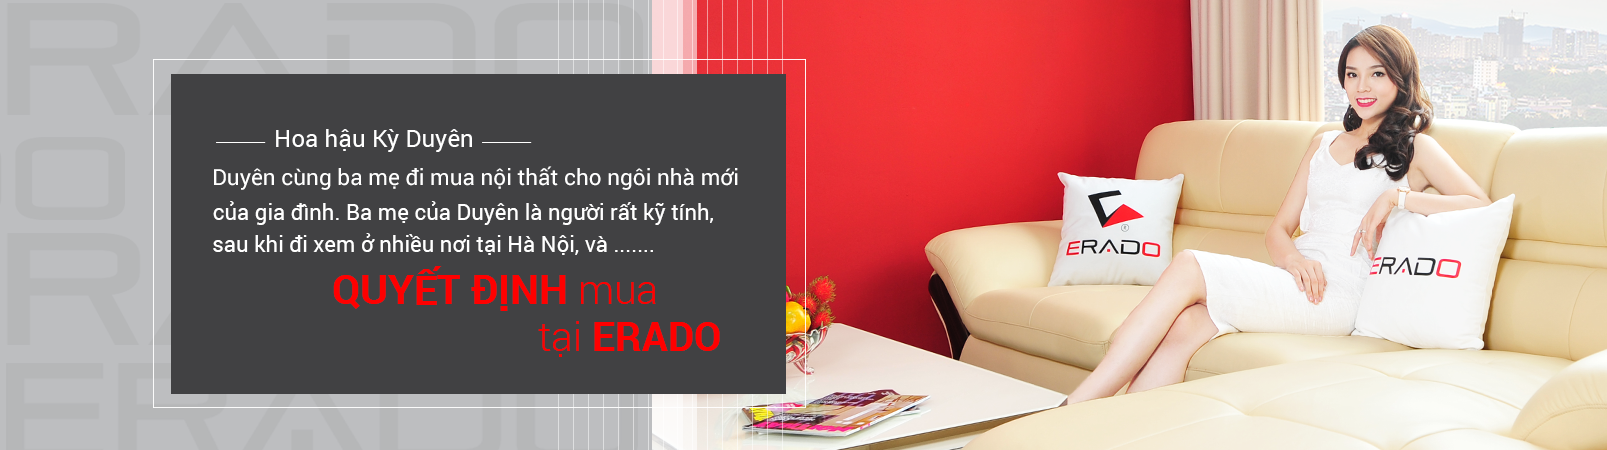 Hoa hậu Kỳ Duyên
Duyên cùng ba mẹ đi mua nội thất cho ngôi nhà mới
của gia đình. Ba mẹ của Duyên là người rất kỹ tính,
sau khi đi xem ở nhiều nơi tại Hà Nội, và .......
QUYẾT ĐỊNH mua
tại ERADO
ERADO
ERADO
ERADO
ERADO